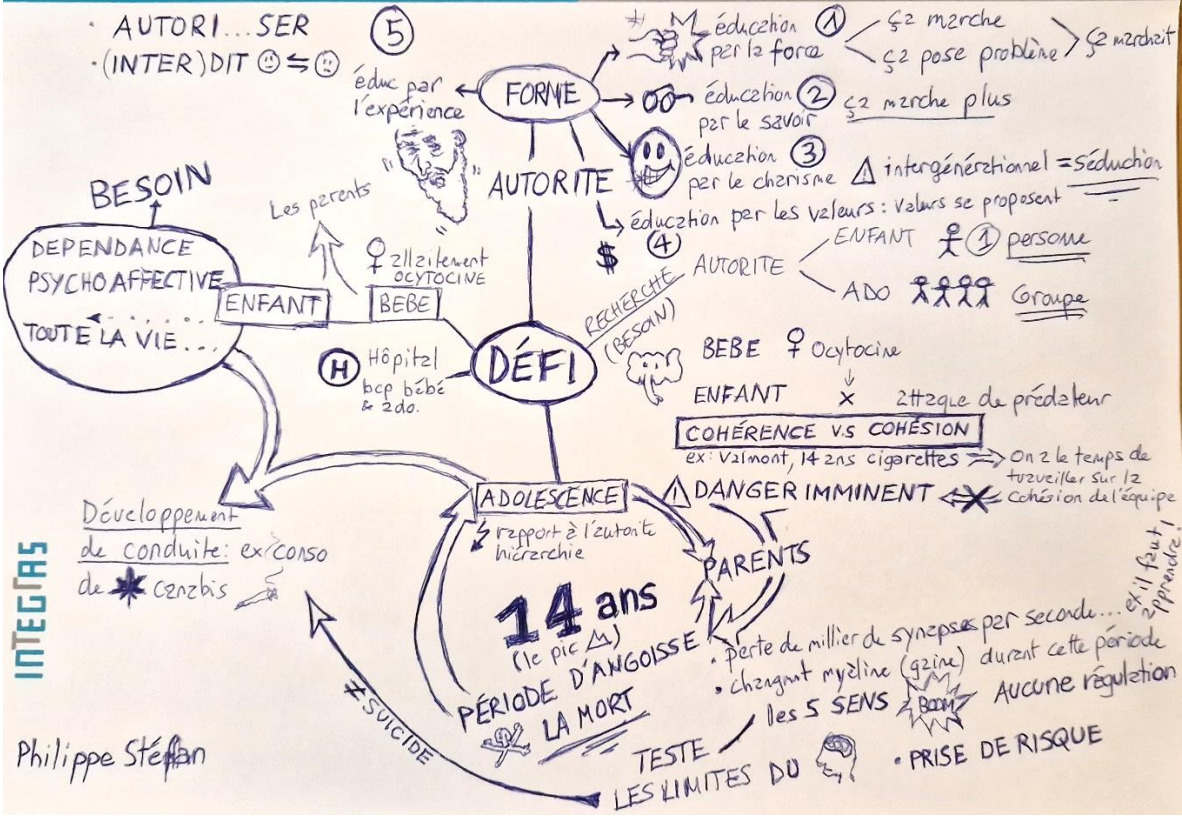 • AUTORI...SER
• (INTER)DIT ⇆
5
éduc par
l'expérience
FORME
AUTORITE
éducation
par la force
1
ça marche
ça pose problème
ça marchait
éducation 2
par le savoir
ça marche plus
éducation 3
par le charisme
⚠ intergénérationnel = Séduction
éducation par les valeurs : valurs se proposent
$
4
BESOIN
DEPENDANCE
PSYCHOAFFECTIVE
TOUTE LA VIE...
ENFANT
Les parents
♀ allaitement
OCYTOCINE
BEBE
H Hôpital
bcp bébé
& ado.
DÉFI
RECHERCHE
(BESOIN)
AUTORITE
ENFANT 1 persone
ADO Groupe
BEBE ♀ Ocytocine
ENFANT x attaque de prédateur
COHÉRENCE V.S COHÉSION
ex: Valmont, 14 ans cigarettes => On a le temps de
traveiller sur la
cohésion de l'équipe
⚠ DANGER IMMINENT
ADOLESCENCE
rapport à l'autorité
hiérarchie
PARENTS
14 ans
(le pic)
PÉRIODE D'ANGOISSE
LA MORT
Développement
de conduite: ex conso
de canabis
≠ SUICIDE
• perte de millier de synapses par seconde... ex il faut
apprendre!
• changmt myéline (gaine) durant cette période
les 5 SENS BOOM AUCUNE régulation
TESTE
LES LIMITES DU
• PRISE DE RISQUE
INTEGRAS
Philippe Stéphan